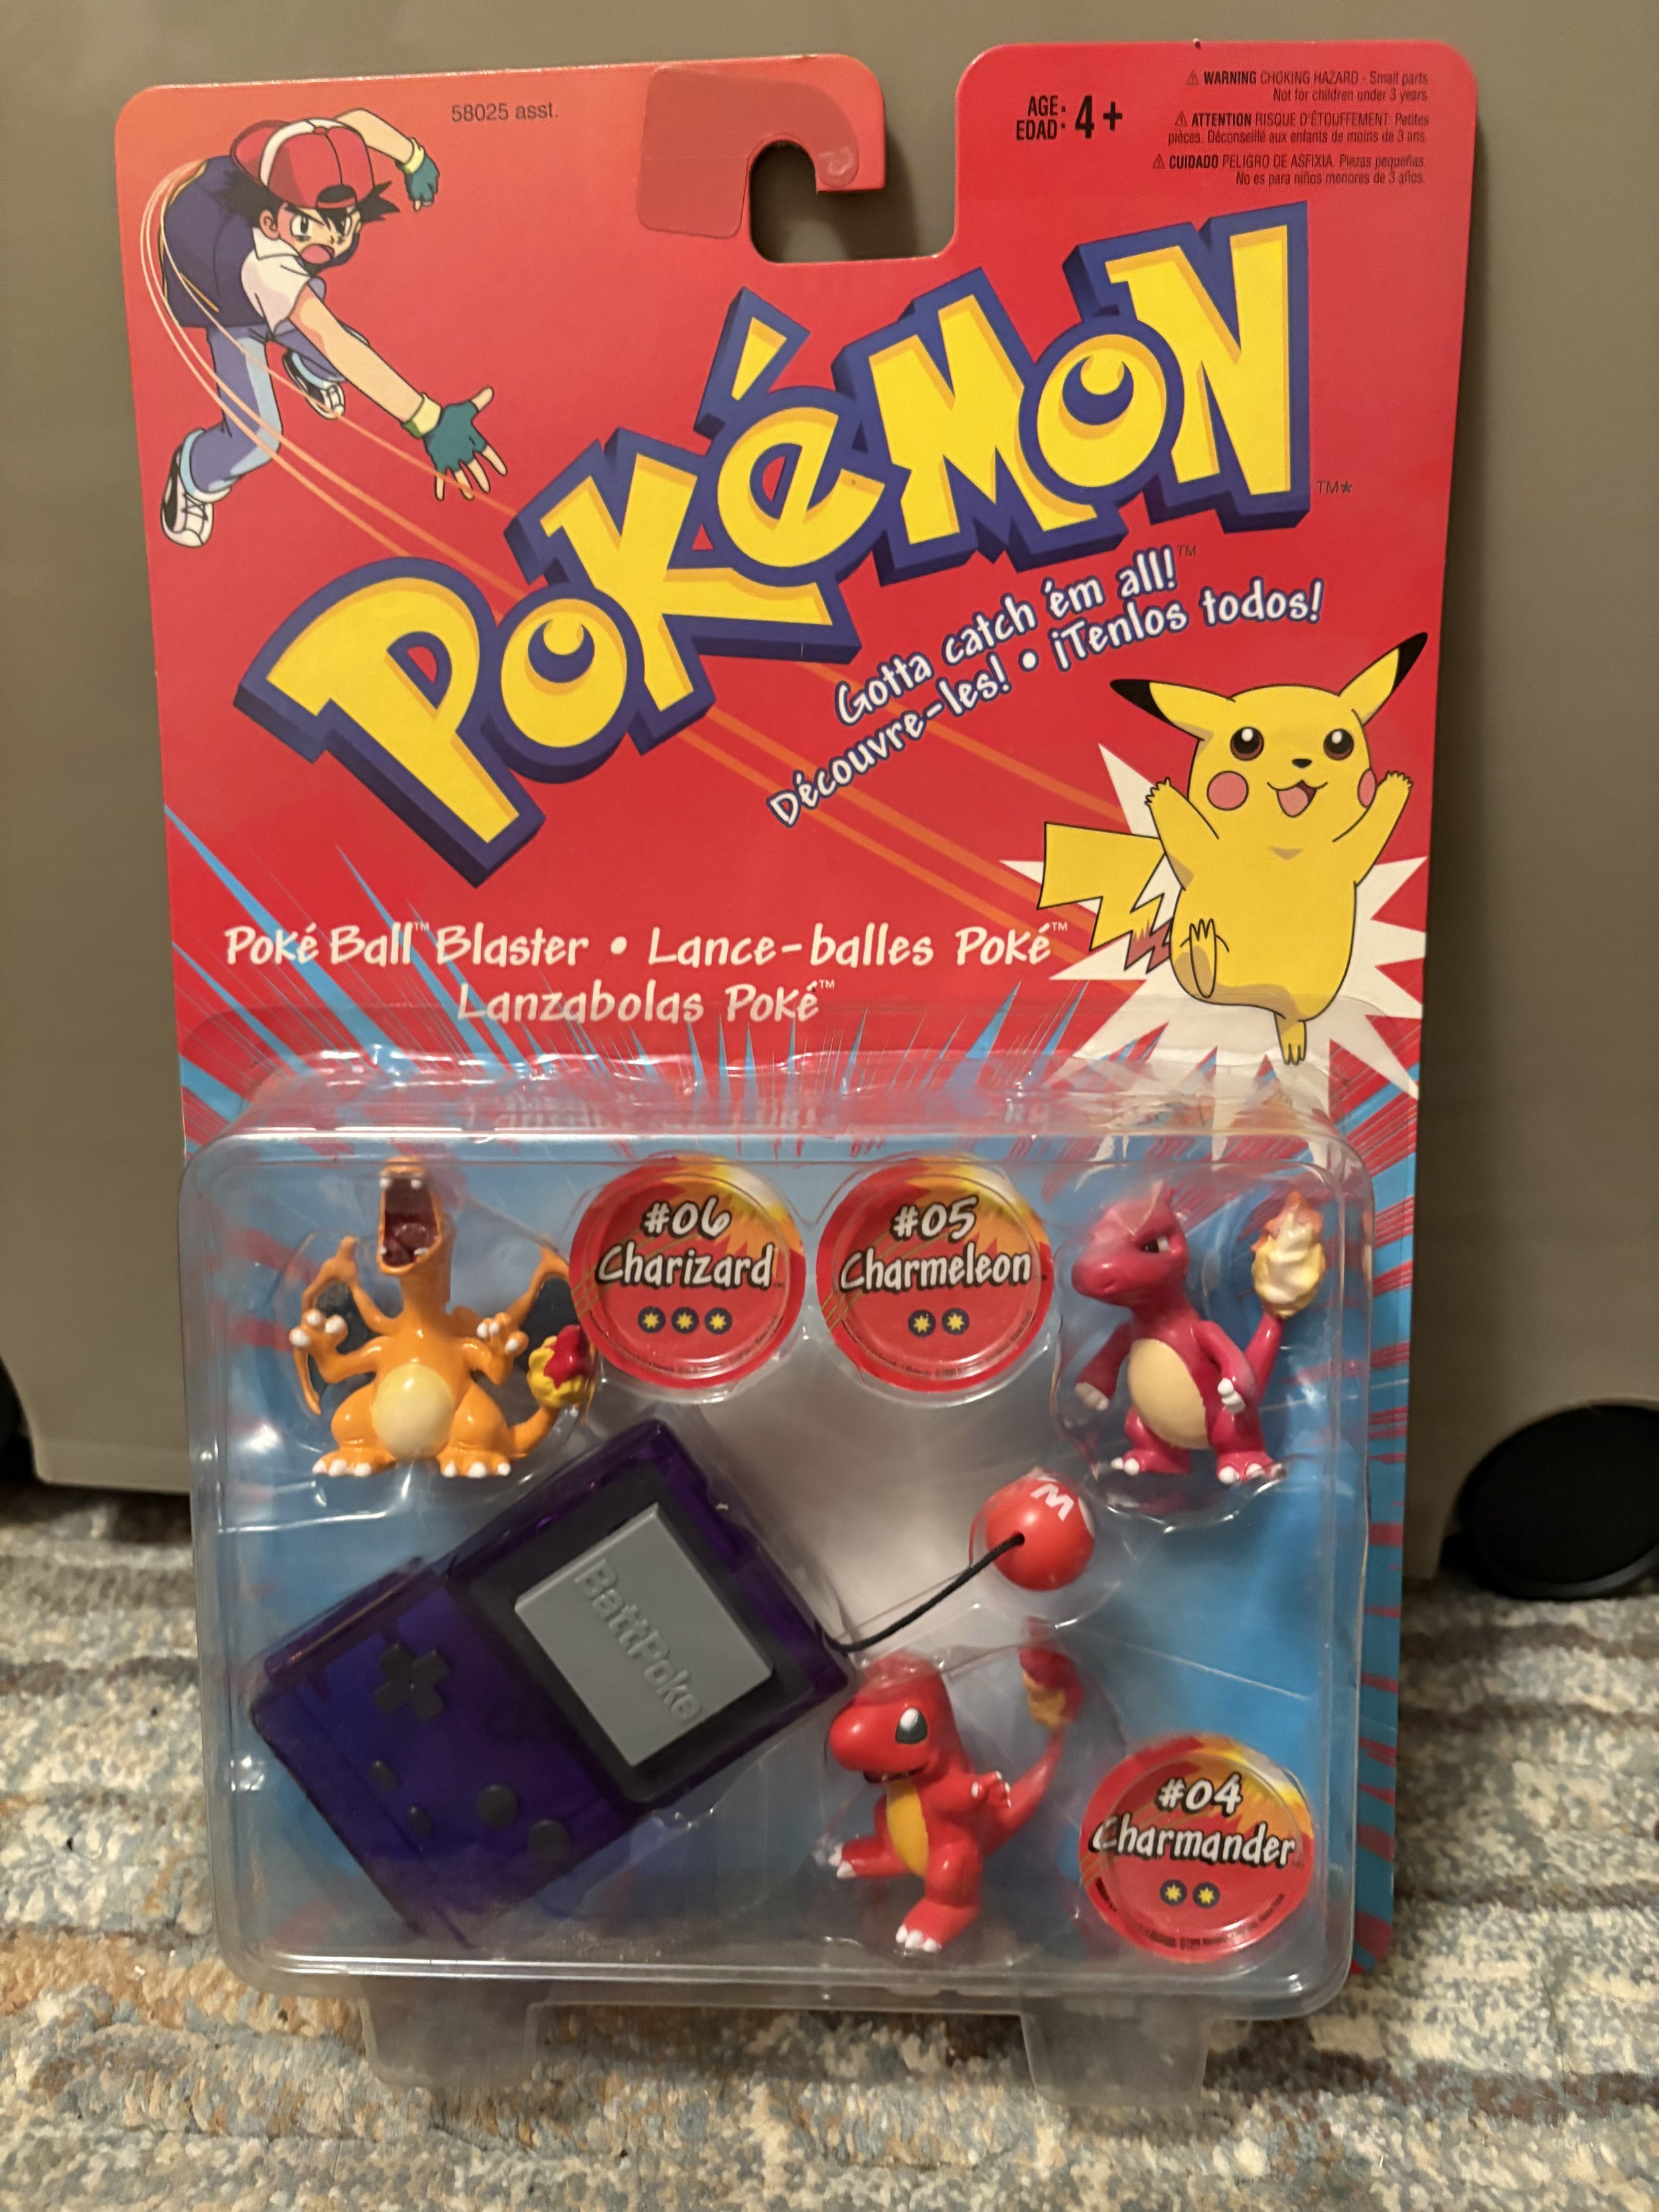 58025 asst.
AGE: 4+
EDAD:
⚠ WARNING CHOKING HAZARD - Small parts
Not for children under 3 years.
⚠ ATTENTION RISQUE D'ÉTOUFFEMENT. Petites
pièces. Déconseillé aux enfants de moins de 3 ans.
⚠ CUIDADO PELIGRO DE ASFIXIA. Piezas pequeñas.
No es para niños menores de 3 años.
POKéMON TM*
Gotta catch 'em all!™
Découvre-les! • ¡Tenlos todos!
Poké Ball™ Blaster • Lance-balles Poké™
Lanzabolas Poké™
#06
Charizard
#05
Charmeleon
M
BattPoke
#04
Charmander